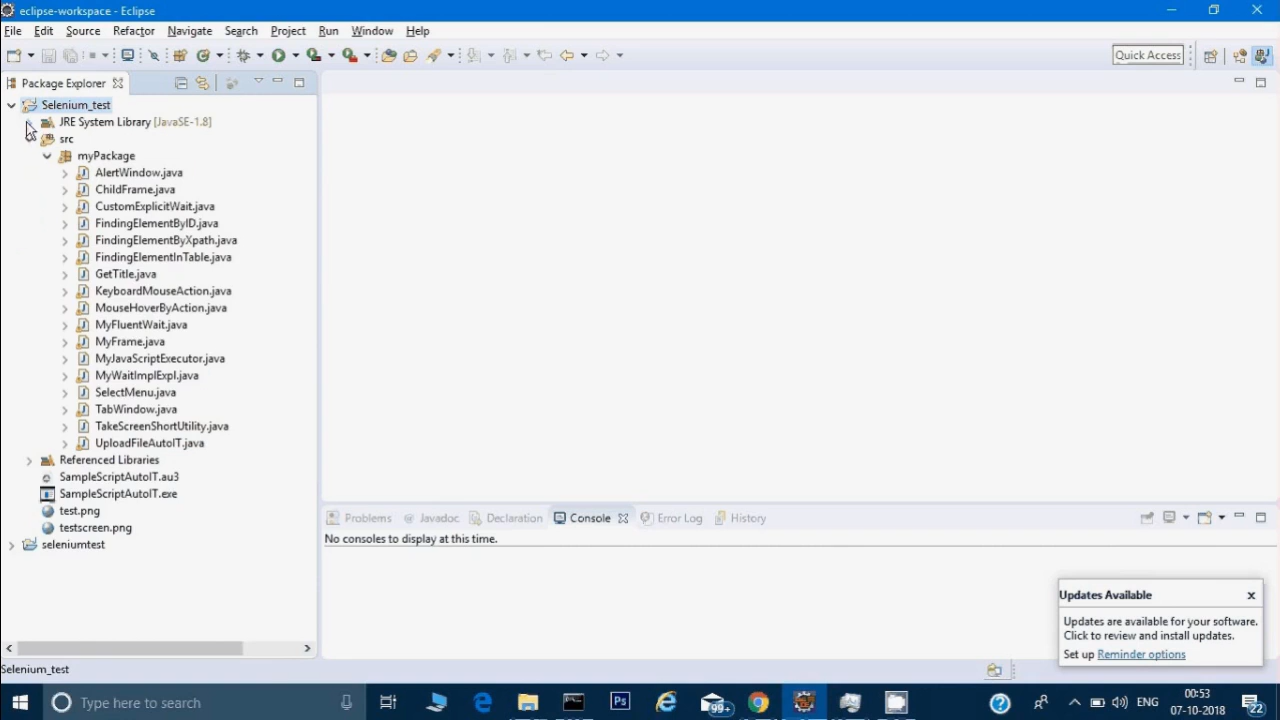 eclipse-workspace - Eclipse
File Edit Source Refactor Navigate Search Project Run Window Help
Quick Access
Package Explorer
Selenium_test
JRE System Library [JavaSE-1.8]
src
myPackage
AlertWindow.java
ChildFrame.java
CustomExplicitWait.java
FindingElementByID.java
FindingElementByXpath.java
FindingElementInTable.java
GetTitle.java
KeyboardMouseAction.java
MouseHoverByAction.java
MyFluentWait.java
MyFrame.java
MyJavaScriptExecutor.java
MyWaitImplExpl.java
SelectMenu.java
TabWindow.java
TakeScreenShortUtility.java
UploadFileAutoIT.java
Referenced Libraries
SampleScriptAutoIT.au3
SampleScriptAutoIT.exe
test.png
testscreen.png
seleniumtest
Problems Javadoc Declaration Console Error Log History
No consoles to display at this time.
Updates Available
Updates are available for your software.
Click to review and install updates.
Set up Reminder options
Selenium_test
Type here to search
Ps
99+
ENG
00:53
07-10-2018
22